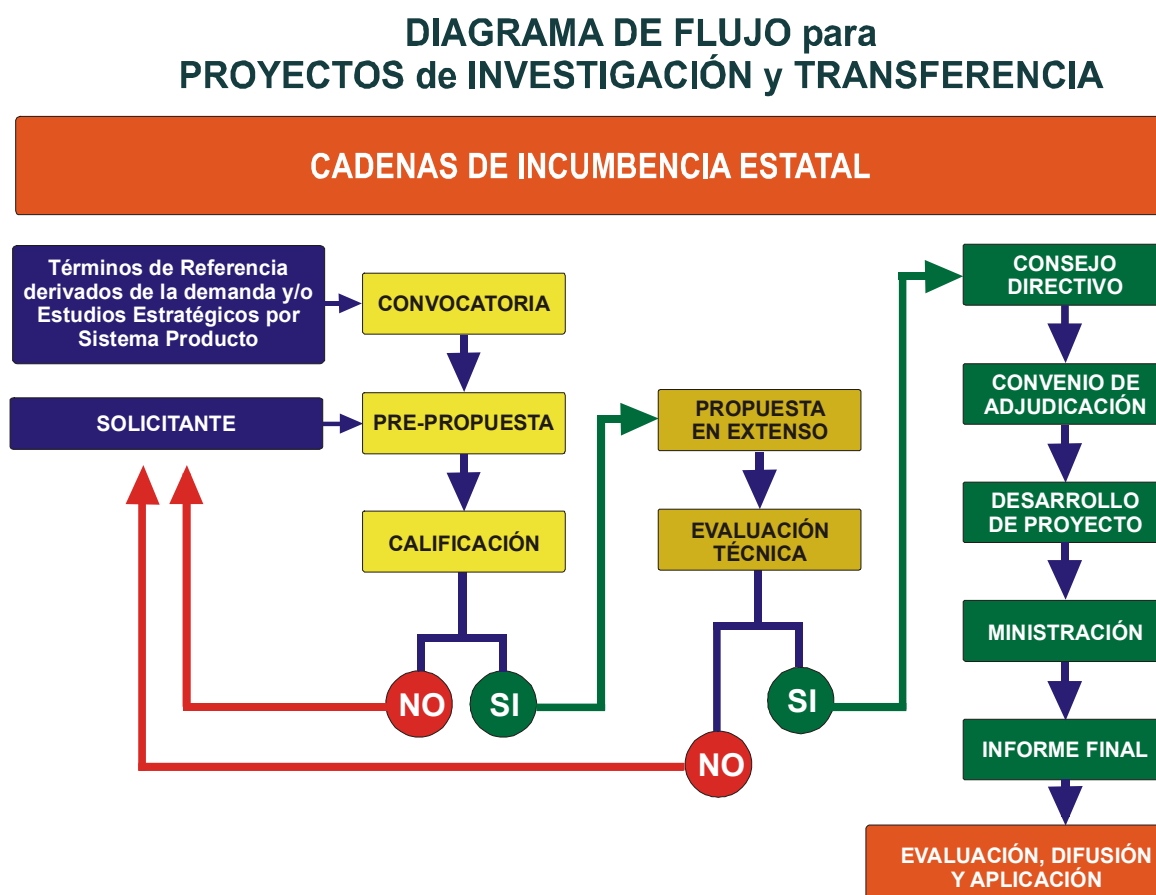 DIAGRAMA DE FLUJO para
PROYECTOS de INVESTIGACIÓN y TRANSFERENCIA
CADENAS DE INCUMBENCIA ESTATAL
Términos de Referencia
derivados de la demanda y/o
Estudios Estratégicos por
Sistema Producto
CONVOCATORIA
SOLICITANTE
PRE-PROPUESTA
CALIFICACIÓN
NO
SI
PROPUESTA
EN EXTENSO
EVALUACIÓN
TÉCNICA
NO
SI
CONSEJO
DIRECTIVO
CONVENIO DE
ADJUDICACIÓN
DESARROLLO
DE PROYECTO
MINISTRACIÓN
INFORME FINAL
EVALUACIÓN, DIFUSIÓN
Y APLICACIÓN